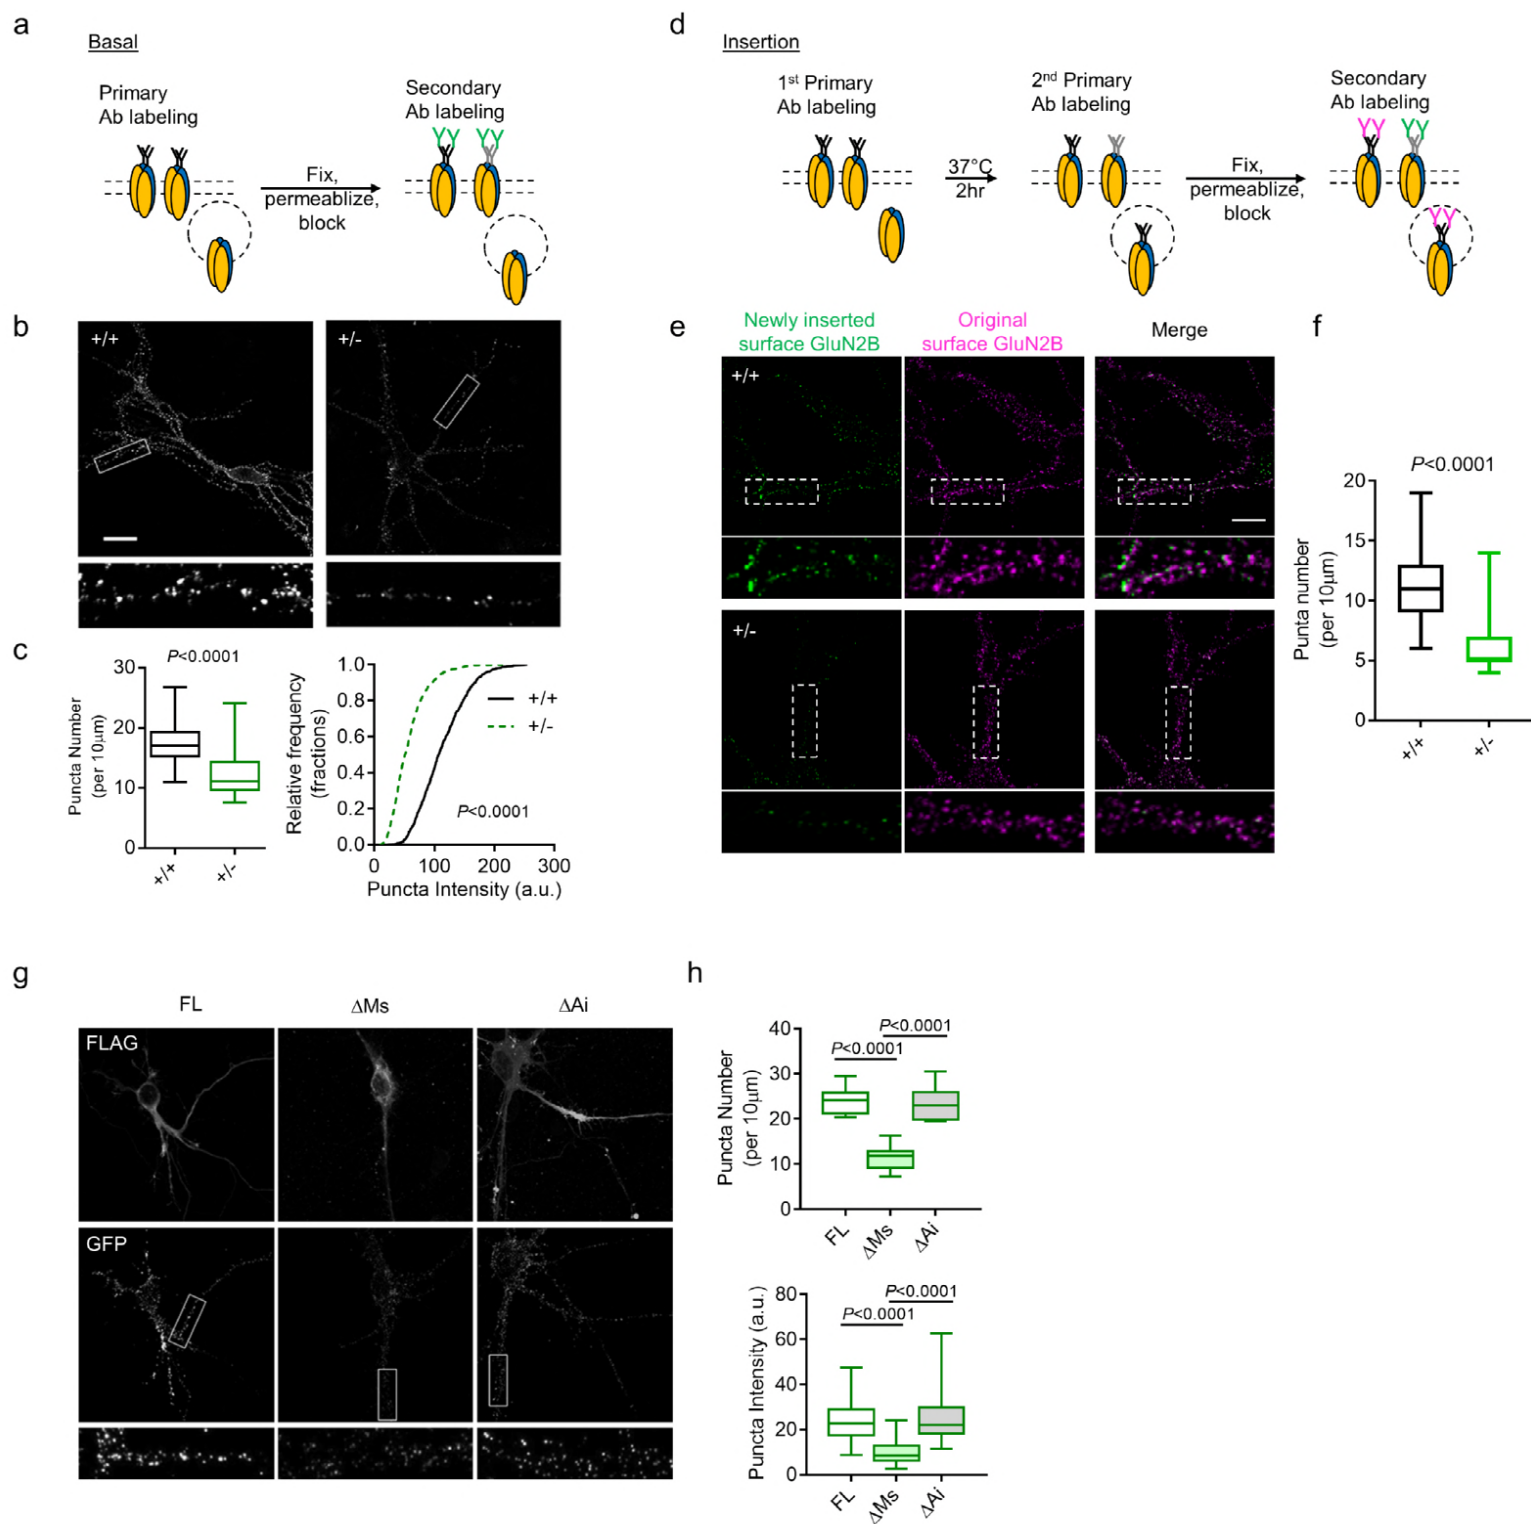 a
Basal
Primary
Ab labeling
Fix,
permeablize,
block
Secondary
Ab labeling
b
+/+
+/-
c
Puncta Number
(per 10μm)
30
20
10
0
P<0.0001
+/+
+/-
Relative frequency
(fractions)
1.0
0.8
0.6
0.4
0.2
0.0
+/+
+/-
P<0.0001
0
100
200
300
Puncta Intensity (a.u.)
d
Insertion
1st Primary
Ab labeling
37°C
2hr
2nd Primary
Ab labeling
Fix,
permeablize,
block
Secondary
Ab labeling
e
Newly inserted
surface GluN2B
Original
surface GluN2B
Merge
+/+
+/-
f
P<0.0001
Punta number
(per 10μm)
20
15
10
5
0
+/+
+/-
g
FL
ΔMs
ΔAi
FLAG
GFP
h
Puncta Number
(per 10μm)
40
30
20
10
0
P<0.0001
P<0.0001
FL
ΔMs
ΔAi
Puncta Intensity (a.u.)
80
60
40
20
0
P<0.0001
P<0.0001
FL
ΔMs
ΔAi